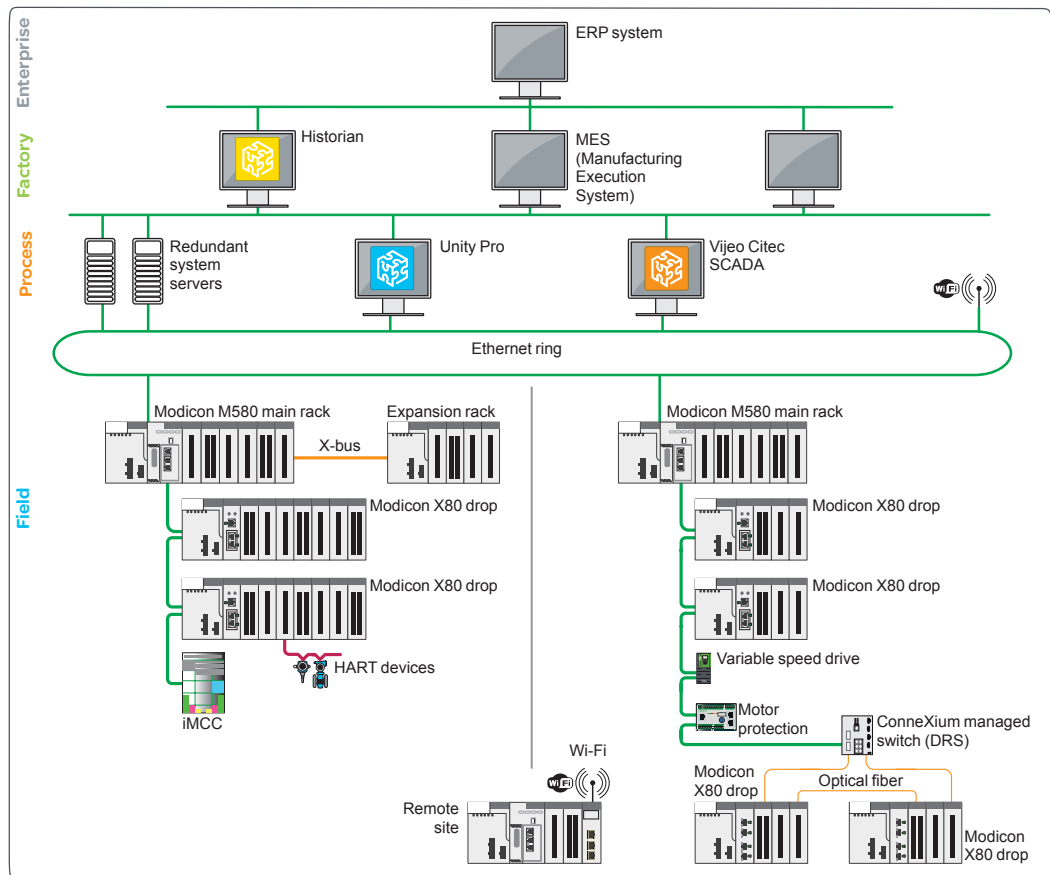 Enterprise
ERP system
Factory
Historian
MES
(Manufacturing
Execution
System)
Process
Redundant
system
servers
Unity Pro
Vijeo Citec
SCADA
WiFi
Ethernet ring
Field
Modicon M580 main rack
Expansion rack
X-bus
Modicon X80 drop
Modicon X80 drop
HART devices
iMCC
Modicon M580 main rack
Modicon X80 drop
Modicon X80 drop
Variable speed drive
Motor
protection
ConneXium managed
switch (DRS)
Wi-Fi
WiFi
Remote
site
Modicon
X80 drop
Optical fiber
Modicon
X80 drop